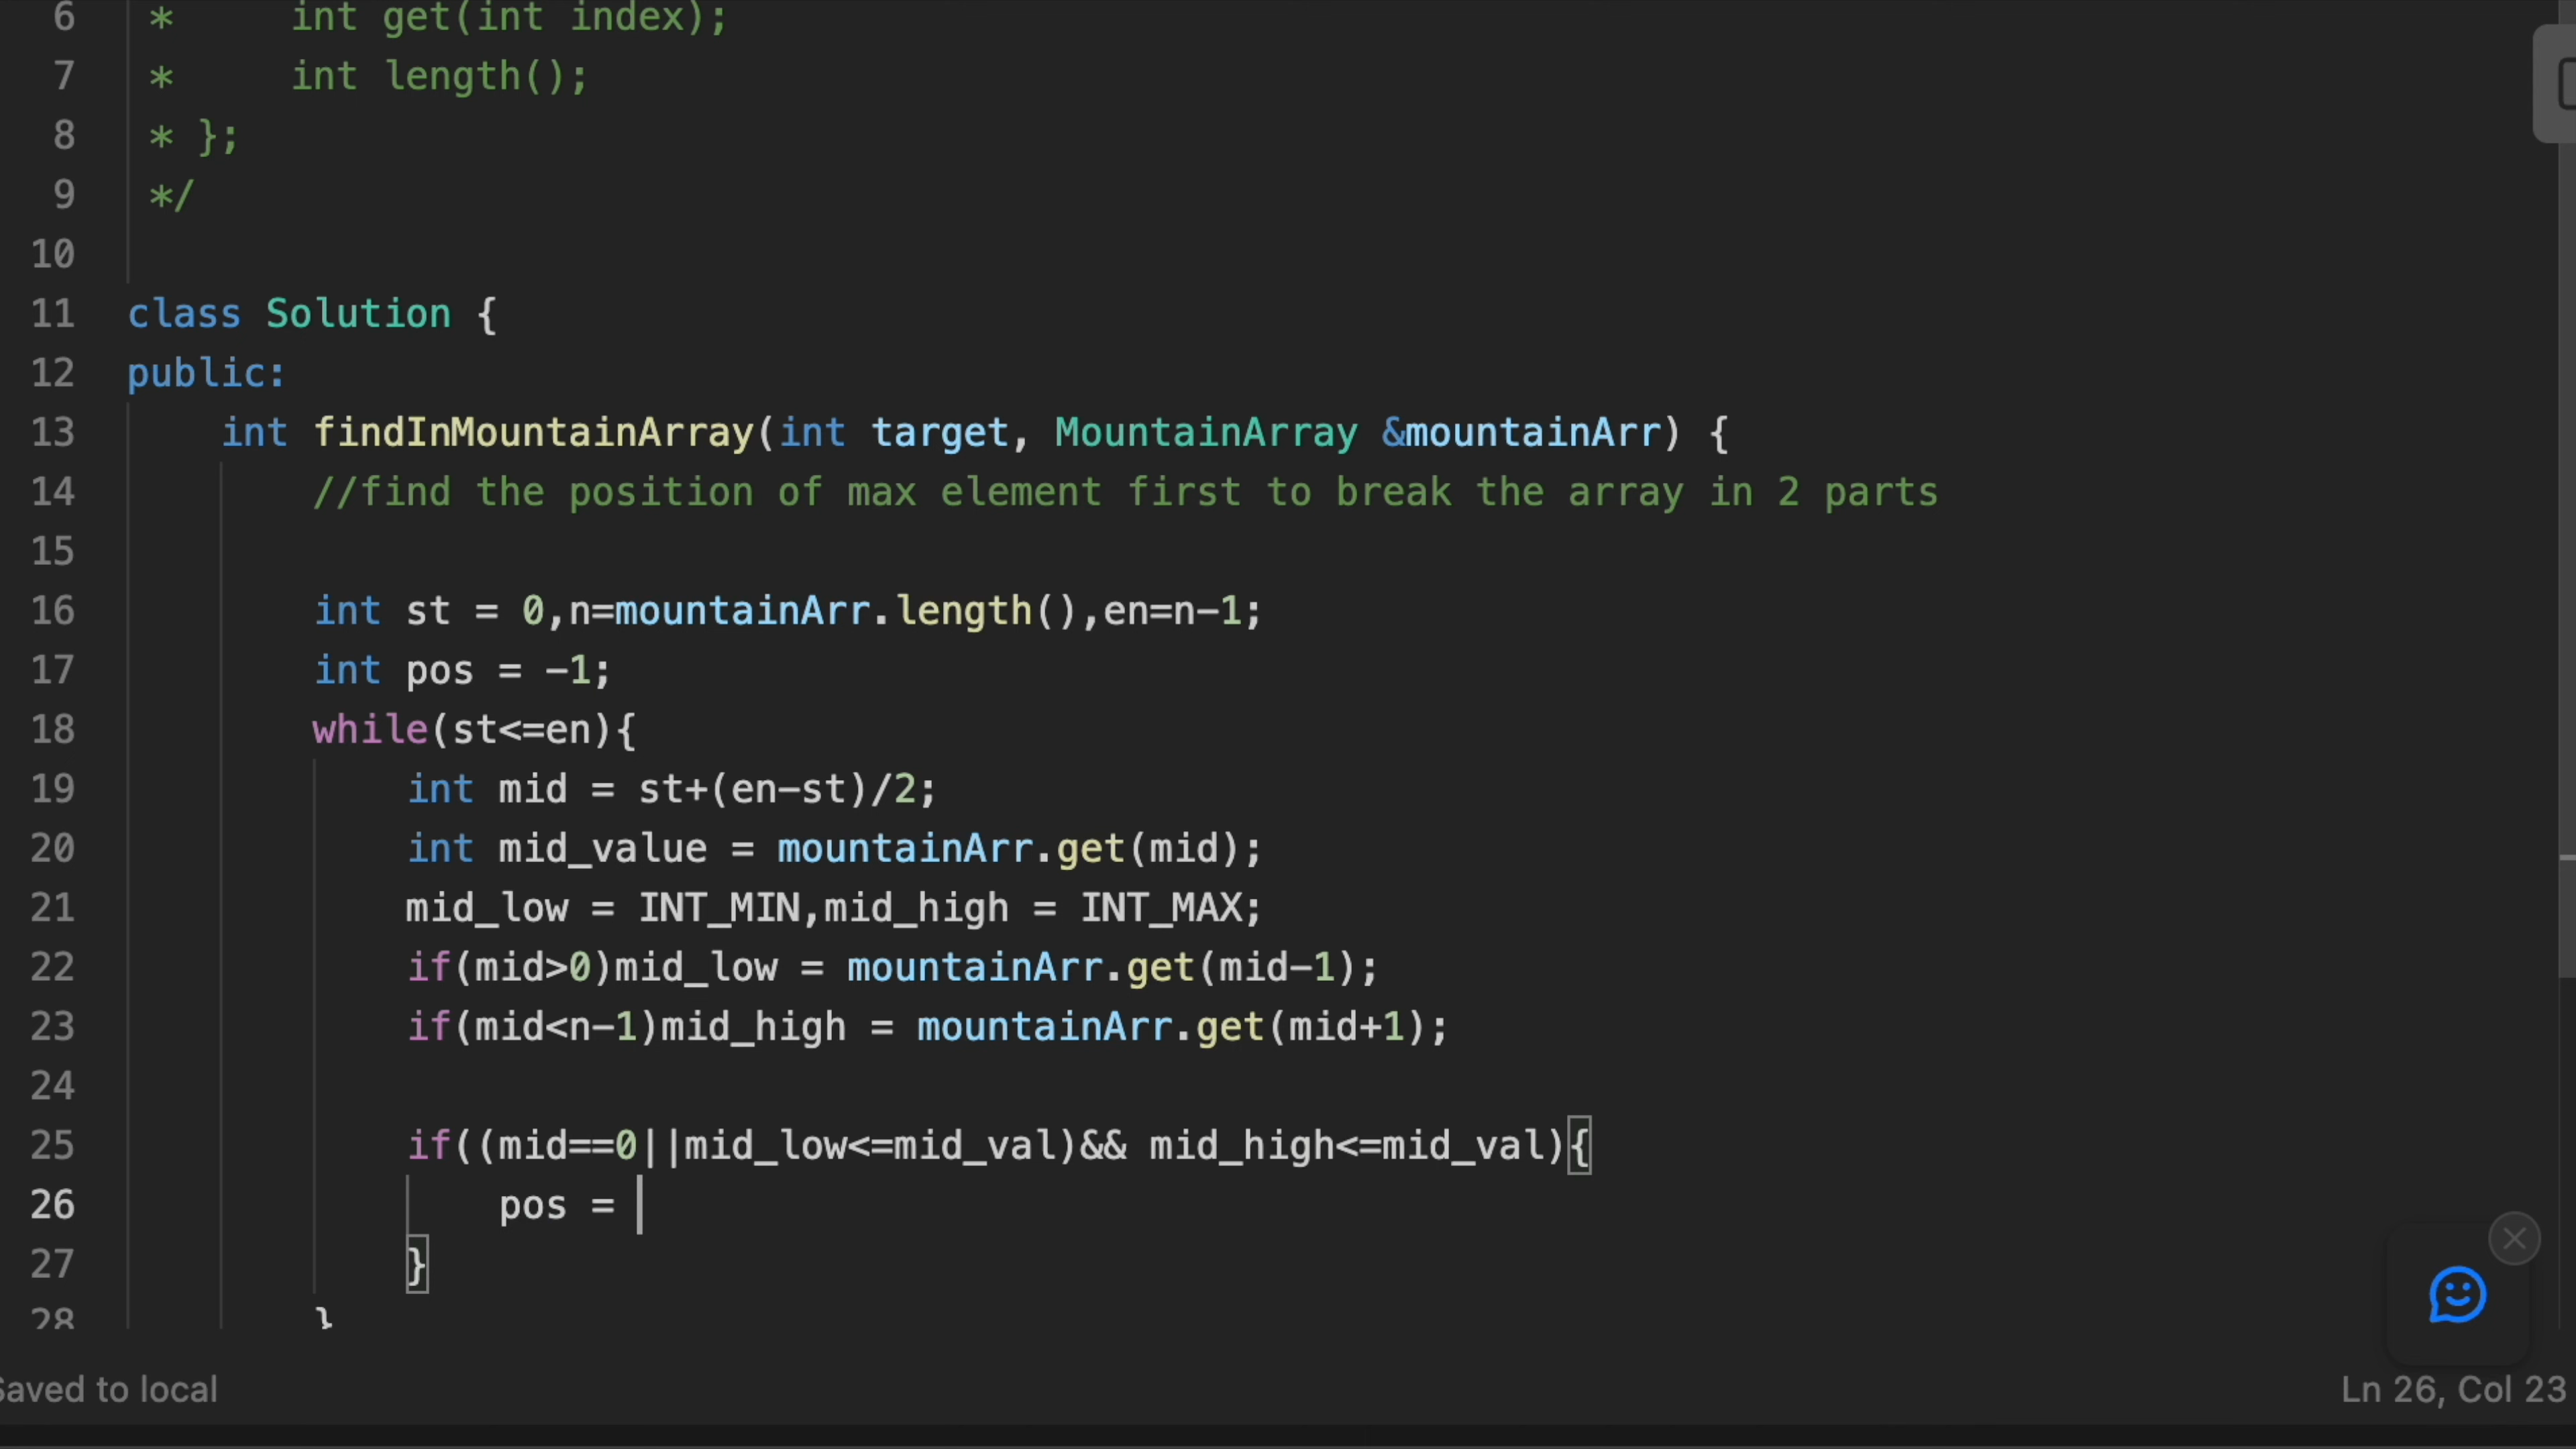 6 *     int get(int index);
7 *     int length();
8 * };
9 */
10
11 class Solution {
12 public:
13     int findInMountainArray(int target, MountainArray &mountainArr) {
14         //find the position of max element first to break the array in 2 parts
15
16         int st = 0,n=mountainArr.length(),en=n-1;
17         int pos = -1;
18         while(st<=en){
19             int mid = st+(en-st)/2;
20             int mid_value = mountainArr.get(mid);
21             mid_low = INT_MIN,mid_high = INT_MAX;
22             if(mid>0)mid_low = mountainArr.get(mid-1);
23             if(mid<n-1)mid_high = mountainArr.get(mid+1);
24
25             if((mid==0||mid_low<=mid_val)&& mid_high<=mid_val){
26                 pos = 
27             }
28         }
Saved to local
Ln 26, Col 23